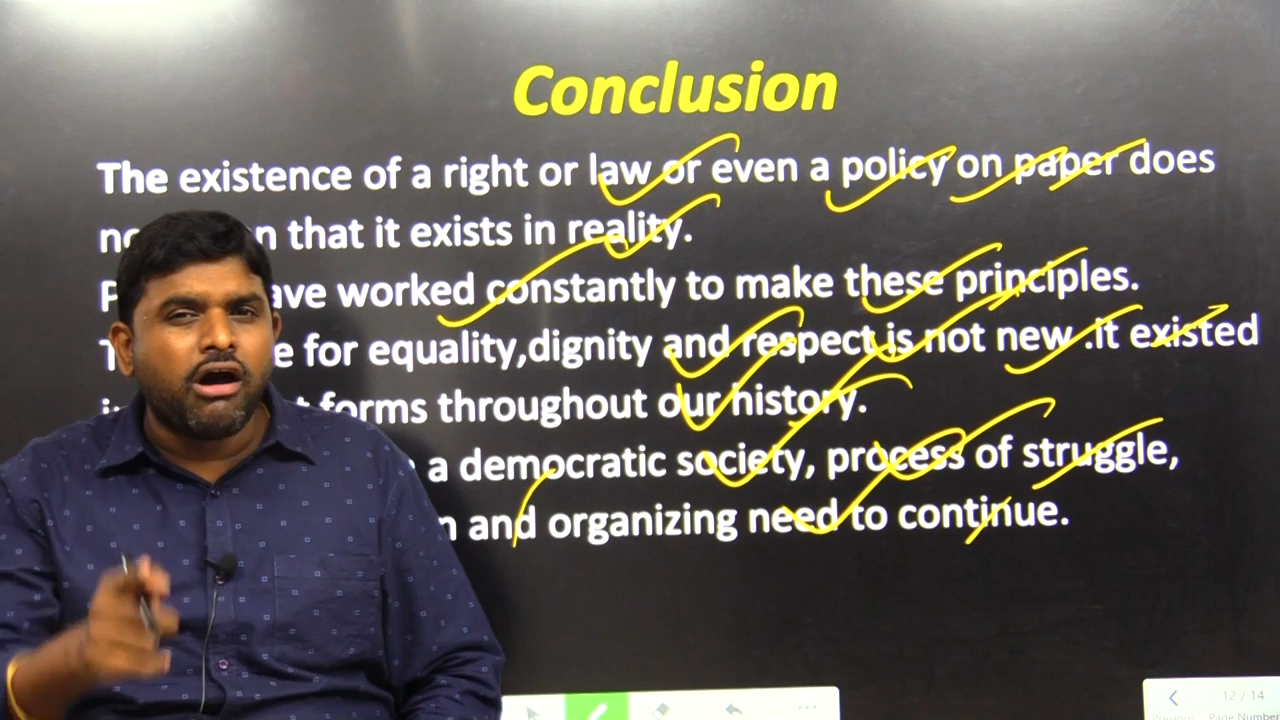 Conclusion
The existence of a right or law or even a policy on paper does
that it exists in reality.
worked constantly to make these principles.
for equality,dignity and respect is not new .it existed
forms throughout our history.
a democratic society, process of struggle,
and organizing need to continue.
12 / 14
Page Number